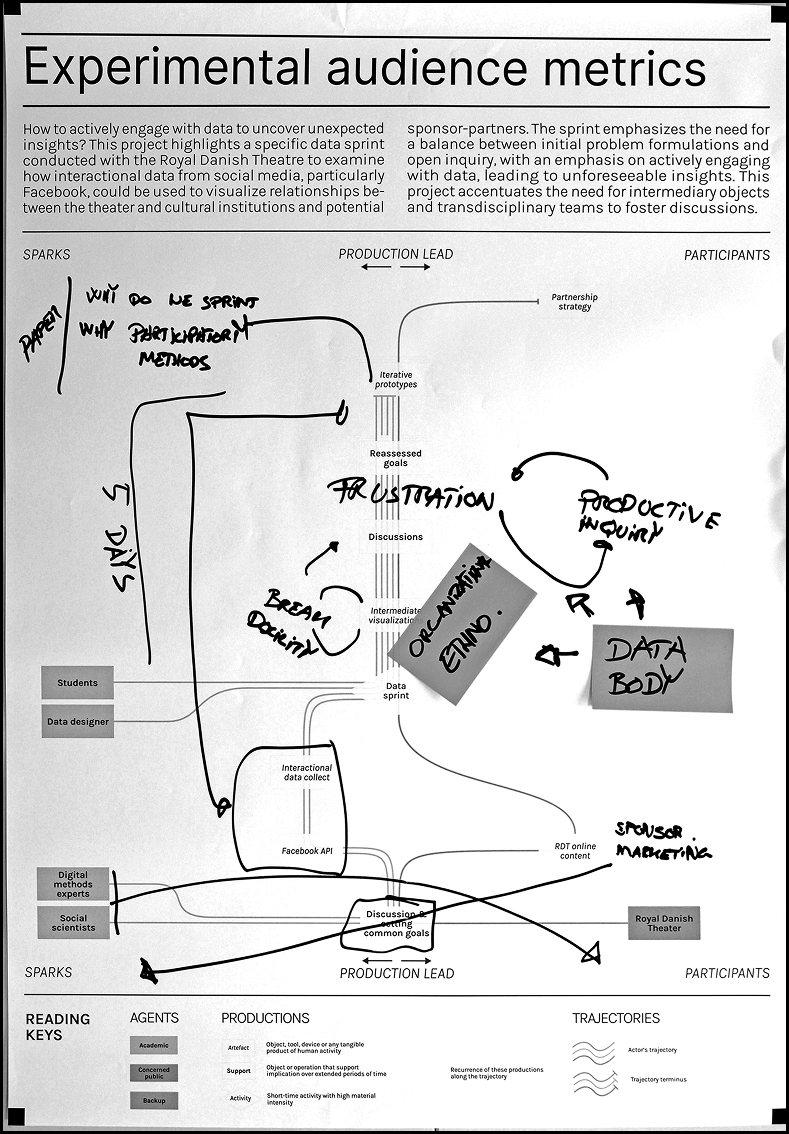 Experimental audience metrics
How to actively engage with data to uncover unexpected
insights? This project highlights a specific data sprint
conducted with the Royal Danish Theatre to examine
how interactional data from social media, particularly
Facebook, could be used to visualize relationships be-
tween the theater and cultural institutions and potential
sponsor-partners. The sprint emphasizes the need for
a balance between initial problem formulations and
open inquiry, with an emphasis on actively engaging
with data, leading to unforeseeable insights. This
project accentuates the need for intermediary objects
and transdisciplinary teams to foster discussions.
SPARKS
PRODUCTION LEAD
PARTICIPANTS
PAPER
WHY DO WE SPRINT
WHY PARTICIPATORY
METHODS
Partnership
strategy
Iterative
prototypes
Reassessed
goals
FRUSTRATION
PRODUCTIVE
INQUIRY
5 DAYS
Discussions
BREAK
DOCILITY
Intermediate
ETHNO.
DATA
BODY
Students
Data designer
Data
sprint
Interactional
data collect
Facebook API
RDT online
content
SPONSOR.
MARKETING
Digital
methods
experts
Social
scientists
Discussion &
setting
common goals
Royal Danish
Theater
SPARKS
PRODUCTION LEAD
PARTICIPANTS
READING
KEYS
AGENTS
Academic
Concerned
public
Backup
PRODUCTIONS
Artefact
Object, tool, device or any tangible
product of human activity
Support
Object or operation that support
implication over extended periods of time
Activity
Short-time activity with high material
intensity
Recurrence of these productions
along the trajectory
TRAJECTORIES
Actor's trajectory
Trajectory terminus